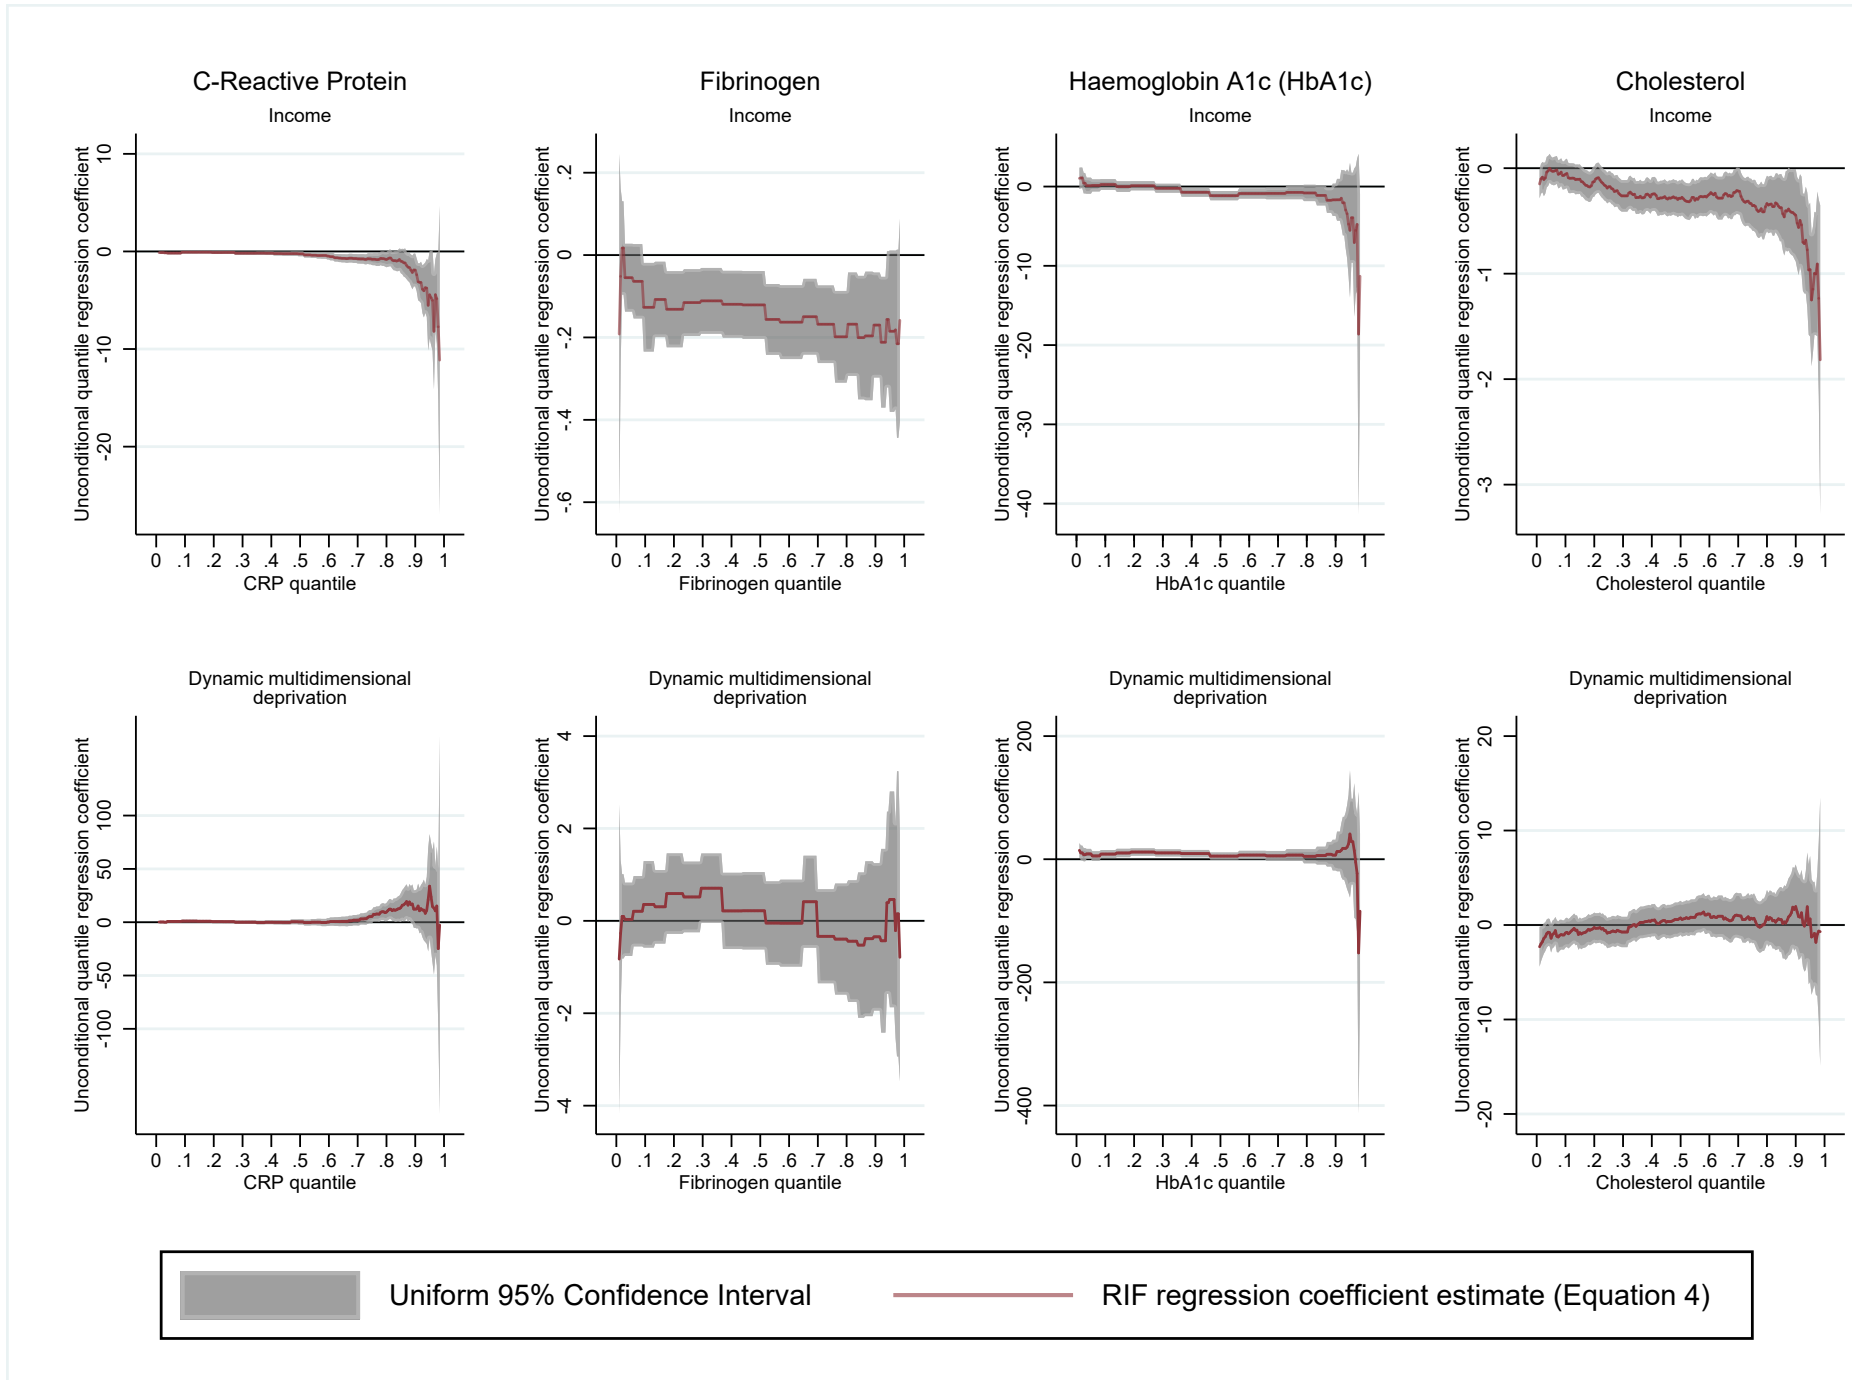 C-Reactive Protein
Income
Unconditional quantile regression coefficient
10
0
-10
-20
0 .1 .2 .3 .4 .5 .6 .7 .8 .9 1
CRP quantile
Fibrinogen
Income
Unconditional quantile regression coefficient
.2
0
-.2
-.4
-.6
0 .1 .2 .3 .4 .5 .6 .7 .8 .9 1
Fibrinogen quantile
Haemoglobin A1c (HbA1c)
Income
Unconditional quantile regression coefficient
0
-10
-20
-30
-40
0 .1 .2 .3 .4 .5 .6 .7 .8 .9 1
HbA1c quantile
Cholesterol
Income
Unconditional quantile regression coefficient
0
-1
-2
-3
0 .1 .2 .3 .4 .5 .6 .7 .8 .9 1
Cholesterol quantile
Dynamic multidimensional
deprivation
Unconditional quantile regression coefficient
100
50
0
-50
-100
0 .1 .2 .3 .4 .5 .6 .7 .8 .9 1
CRP quantile
Dynamic multidimensional
deprivation
Unconditional quantile regression coefficient
4
2
0
-2
-4
0 .1 .2 .3 .4 .5 .6 .7 .8 .9 1
Fibrinogen quantile
Dynamic multidimensional
deprivation
Unconditional quantile regression coefficient
200
0
-200
-400
0 .1 .2 .3 .4 .5 .6 .7 .8 .9 1
HbA1c quantile
Dynamic multidimensional
deprivation
Unconditional quantile regression coefficient
20
10
0
-10
-20
0 .1 .2 .3 .4 .5 .6 .7 .8 .9 1
Cholesterol quantile
Uniform 95% Confidence Interval
RIF regression coefficient estimate (Equation 4)